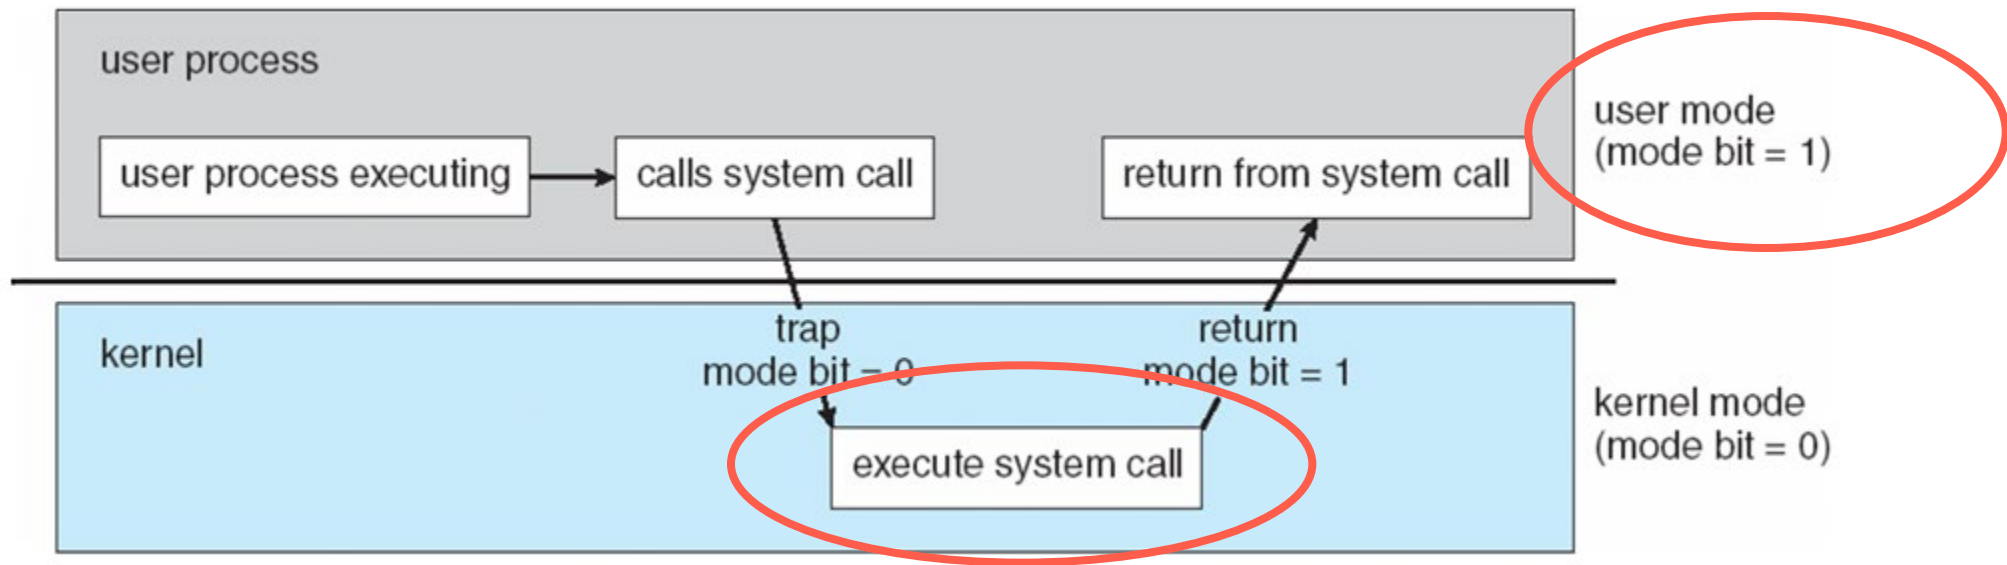 user process
user process executing
calls system call
return from system call
user mode
(mode bit = 1)
kernel
trap
mode bit = 0
return
mode bit = 1
execute system call
kernel mode
(mode bit = 0)